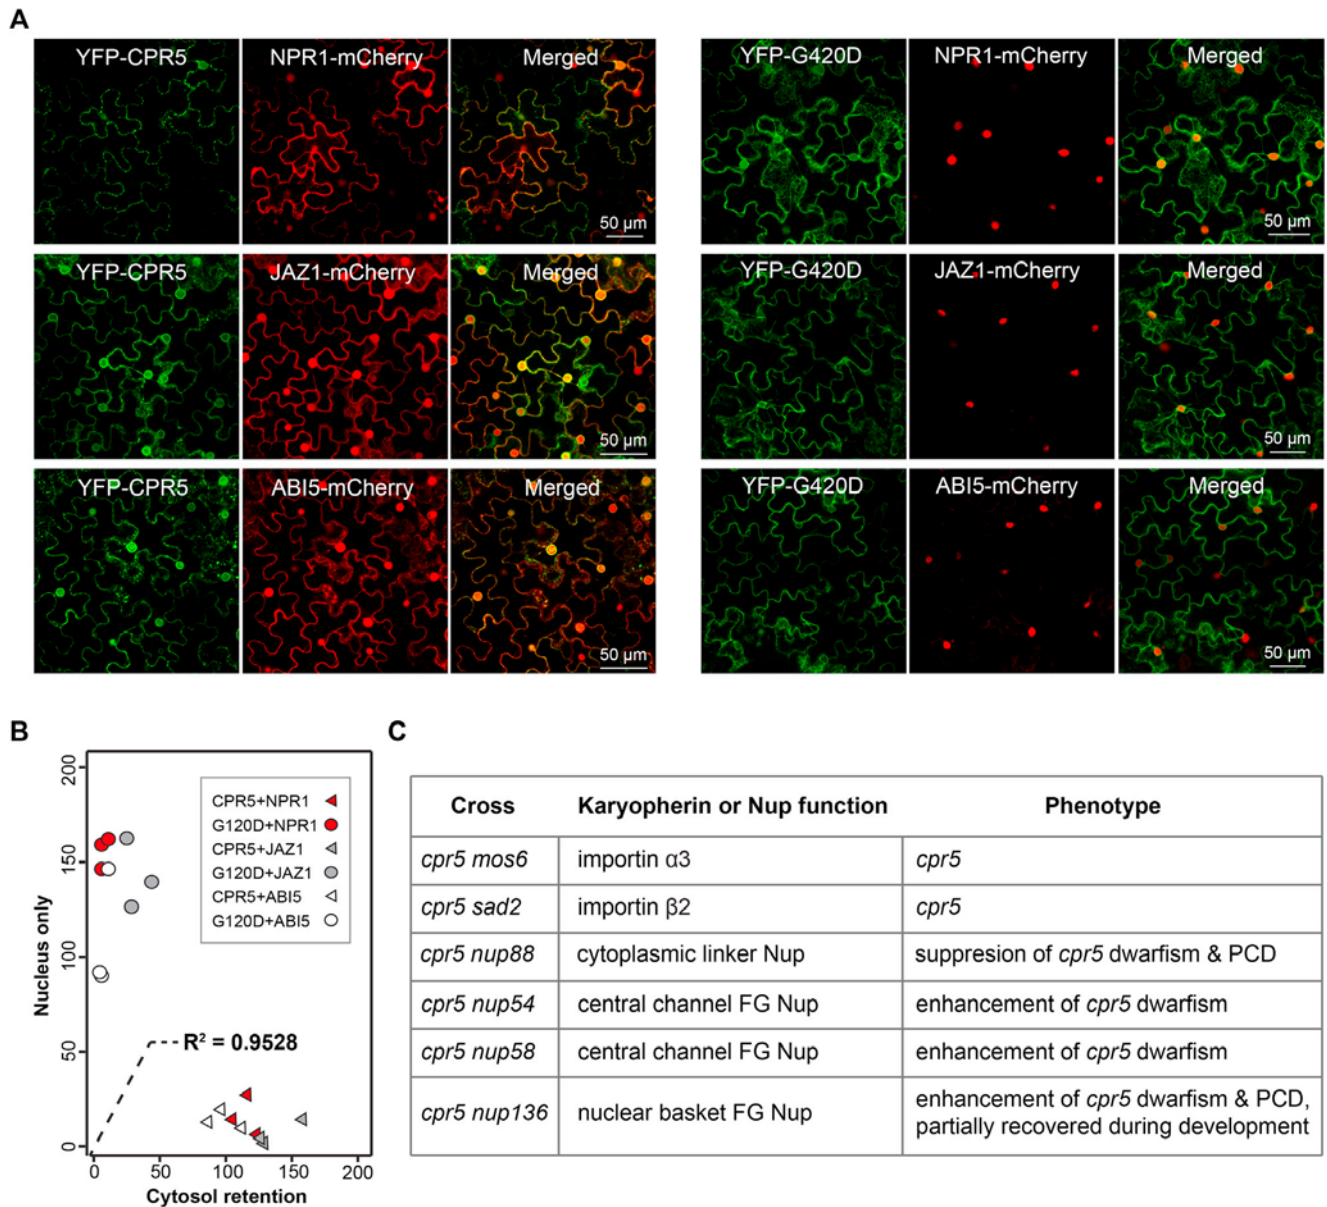 A
YFP-CPR5 NPR1-mCherry Merged
50 µm
YFP-G420D NPR1-mCherry Merged
50 µm
YFP-CPR5 JAZ1-mCherry Merged
50 µm
YFP-G420D JAZ1-mCherry Merged
50 µm
YFP-CPR5 ABI5-mCherry Merged
50 µm
YFP-G420D ABI5-mCherry Merged
50 µm
B
Nucleus only
200
150
100
50
0
CPR5+NPR1
G120D+NPR1
CPR5+JAZ1
G120D+JAZ1
CPR5+ABI5
G120D+ABI5
R² = 0.9528
0 50 100 150 200
Cytosol retention
C
Cross Karyopherin or Nup function Phenotype
cpr5 mos6 importin α3 cpr5
cpr5 sad2 importin β2 cpr5
cpr5 nup88 cytoplasmic linker Nup suppresion of cpr5 dwarfism & PCD
cpr5 nup54 central channel FG Nup enhancement of cpr5 dwarfism
cpr5 nup58 central channel FG Nup enhancement of cpr5 dwarfism
cpr5 nup136 nuclear basket FG Nup enhancement of cpr5 dwarfism & PCD,
partially recovered during development